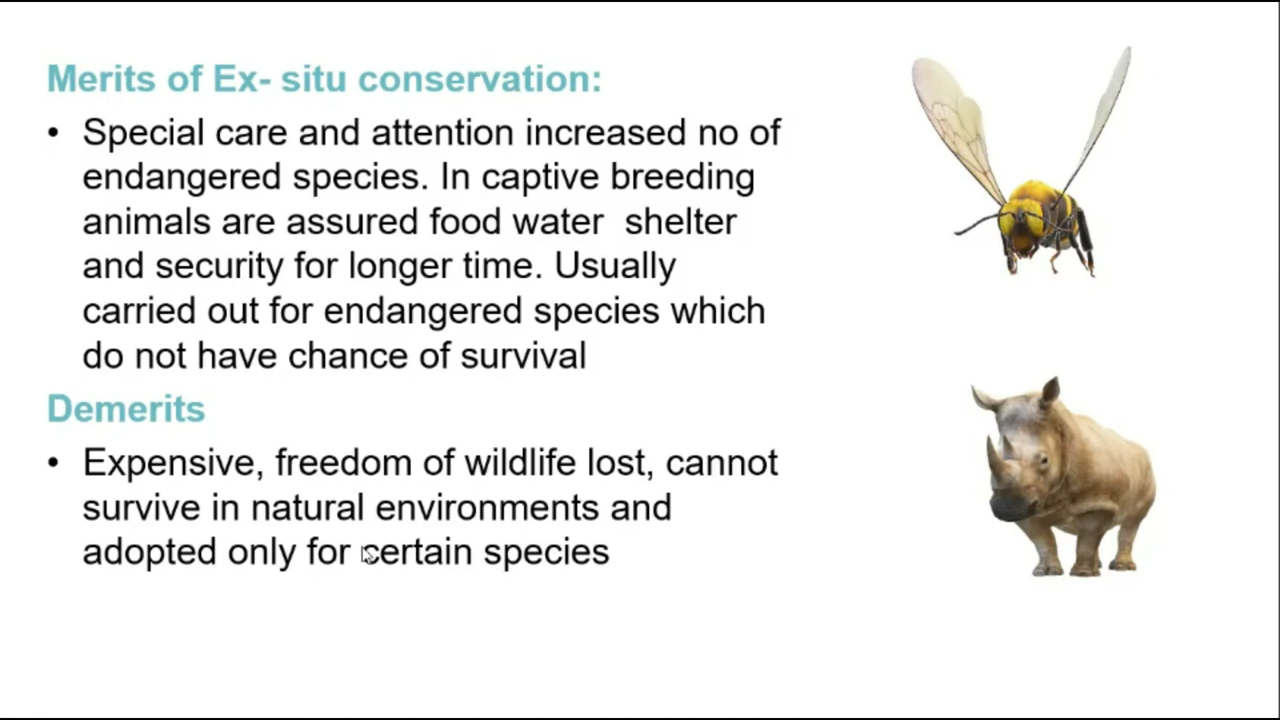 Merits of Ex- situ conservation:
• Special care and attention increased no of
endangered species. In captive breeding
animals are assured food water  shelter
and security for longer time. Usually
carried out for endangered species which
do not have chance of survival
Demerits
• Expensive, freedom of wildlife lost, cannot
survive in natural environments and
adopted only for certain species